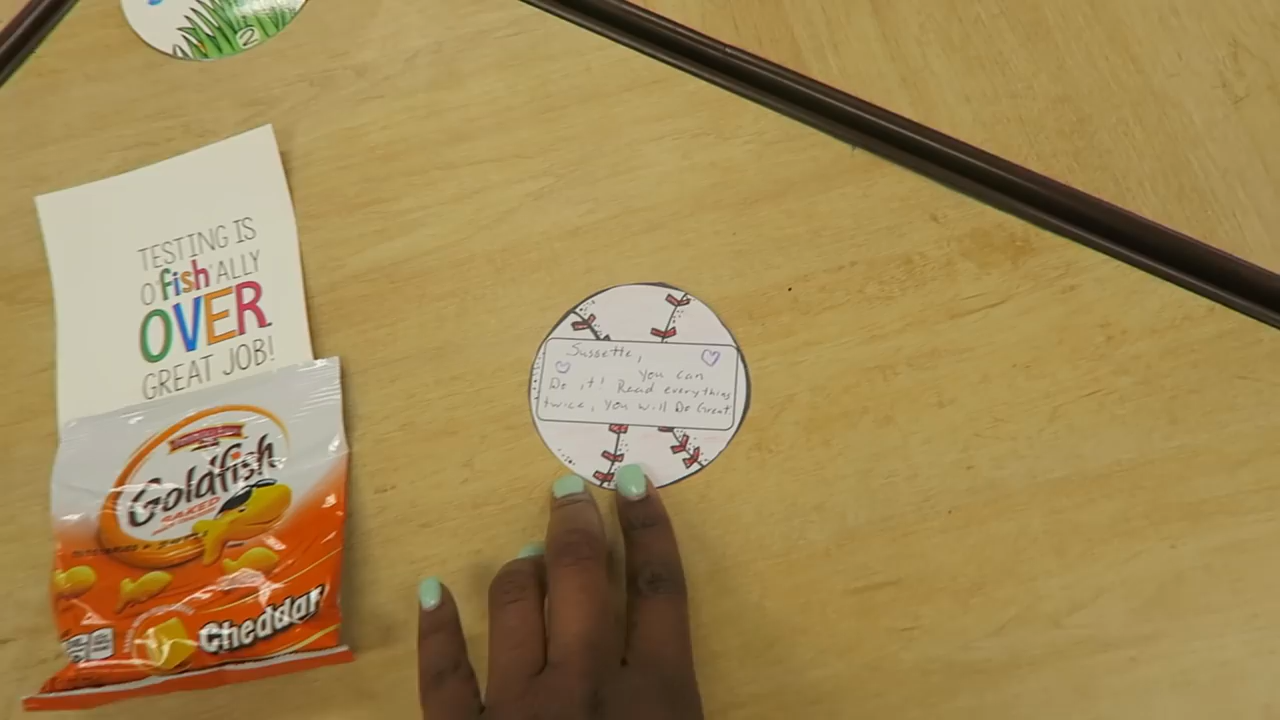 2
TESTING IS
O'fish'ALLY
OVER
GREAT JOB!
Goldfish
BAKED
Cheddar
Sussette,
You can
Do it! Read everything
twice, You will Do Great.